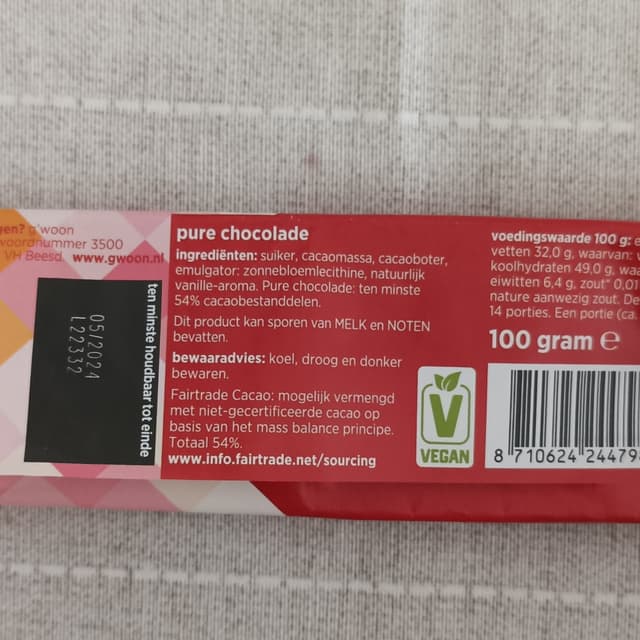 gen? g'woon
woordnummer 3500
VH Beesd. www.gwoon.nl
ten minste houdbaar tot einde
05/2024
L22332
pure chocolade
ingrediënten: suiker, cacaomassa, cacaoboter,
emulgator: zonnebloemlecithine, natuurlijk
vanille-aroma. Pure chocolade: ten minste
54% cacaobestanddelen.
Dit product kan sporen van MELK en NOTEN
bevatten.
bewaaradvies: koel, droog en donker
bewaren.
Fairtrade Cacao: mogelijk vermengd
met niet-gecertificeerde cacao op
basis van het mass balance principe.
Totaal 54%.
www.info.fairtrade.net/sourcing
VEGAN
voedingswaarde 100 g:
vetten 32,0 g, waarvan:
koolhydraten 49,0 g,
eiwitten 6,4 g, zout* 0,01
nature aanwezig zout. De
14 porties. Een portie (ca.
100 gram e
8 710624 24479